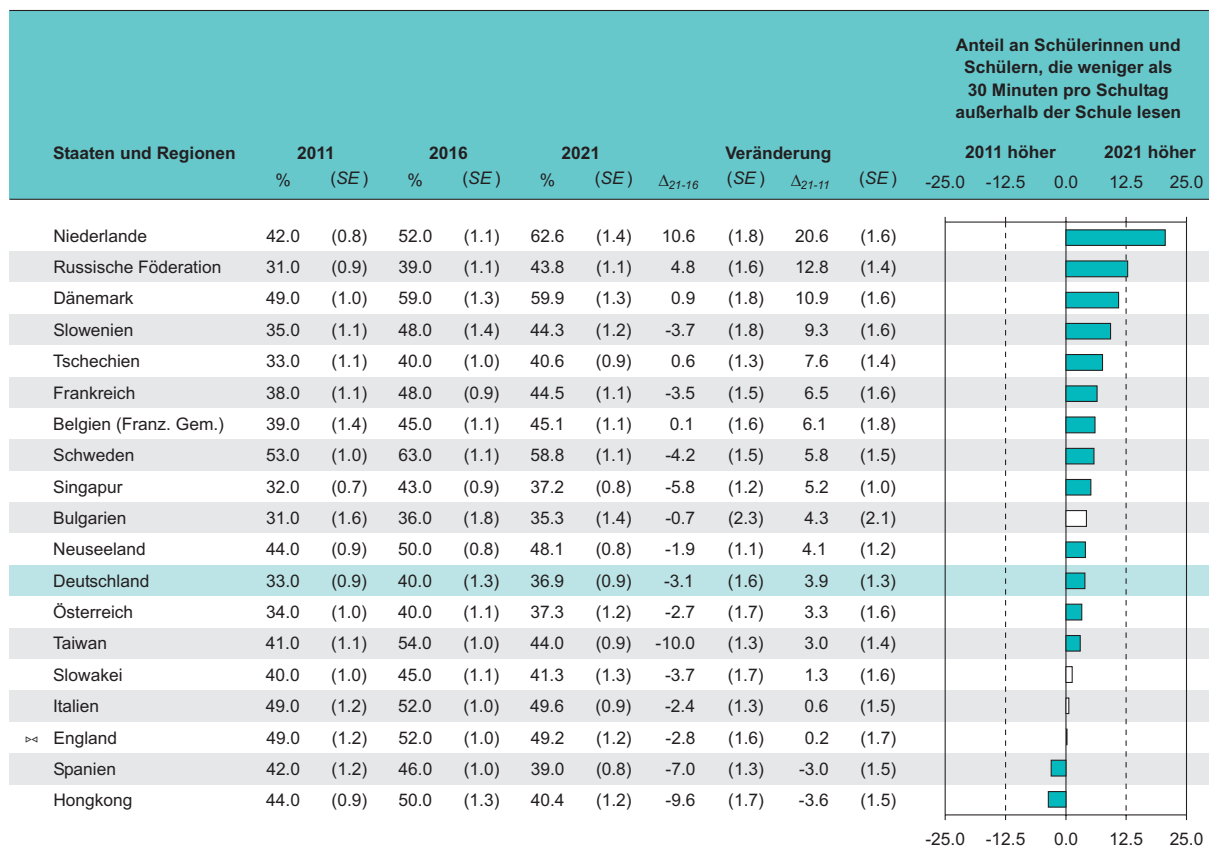 Anteil an Schülerinnen und
Schülern, die weniger als
30 Minuten pro Schultag
außerhalb der Schule lesen
Staaten und Regionen 2011 2016 2021 Veränderung 2011 höher 2021 höher
% (SE) % (SE) % (SE) Δ21-16 (SE) Δ21-11 (SE) -25.0 -12.5 0.0 12.5 25.0
Niederlande 42.0 (0.8) 52.0 (1.1) 62.6 (1.4) 10.6 (1.8) 20.6 (1.6)
Russische Föderation 31.0 (0.9) 39.0 (1.1) 43.8 (1.1) 4.8 (1.6) 12.8 (1.4)
Dänemark 49.0 (1.0) 59.0 (1.3) 59.9 (1.3) 0.9 (1.8) 10.9 (1.6)
Slowenien 35.0 (1.1) 48.0 (1.4) 44.3 (1.2) -3.7 (1.8) 9.3 (1.6)
Tschechien 33.0 (1.1) 40.0 (1.0) 40.6 (0.9) 0.6 (1.3) 7.6 (1.4)
Frankreich 38.0 (1.1) 48.0 (0.9) 44.5 (1.1) -3.5 (1.5) 6.5 (1.6)
Belgien (Franz. Gem.) 39.0 (1.4) 45.0 (1.1) 45.1 (1.1) 0.1 (1.6) 6.1 (1.8)
Schweden 53.0 (1.0) 63.0 (1.1) 58.8 (1.1) -4.2 (1.5) 5.8 (1.5)
Singapur 32.0 (0.7) 43.0 (0.9) 37.2 (0.8) -5.8 (1.2) 5.2 (1.0)
Bulgarien 31.0 (1.6) 36.0 (1.8) 35.3 (1.4) -0.7 (2.3) 4.3 (2.1)
Neuseeland 44.0 (0.9) 50.0 (0.8) 48.1 (0.8) -1.9 (1.1) 4.1 (1.2)
Deutschland 33.0 (0.9) 40.0 (1.3) 36.9 (0.9) -3.1 (1.6) 3.9 (1.3)
Österreich 34.0 (1.0) 40.0 (1.1) 37.3 (1.2) -2.7 (1.7) 3.3 (1.6)
Taiwan 41.0 (1.1) 54.0 (1.0) 44.0 (0.9) -10.0 (1.3) 3.0 (1.4)
Slowakei 40.0 (1.0) 45.0 (1.1) 41.3 (1.3) -3.7 (1.7) 1.3 (1.6)
Italien 49.0 (1.2) 52.0 (1.0) 49.6 (0.9) -2.4 (1.3) 0.6 (1.5)
⋈ England 49.0 (1.2) 52.0 (1.0) 49.2 (1.2) -2.8 (1.6) 0.2 (1.7)
Spanien 42.0 (1.2) 46.0 (1.0) 39.0 (0.8) -7.0 (1.3) -3.0 (1.5)
Hongkong 44.0 (0.9) 50.0 (1.3) 40.4 (1.2) -9.6 (1.7) -3.6 (1.5)
-25.0 -12.5 0.0 12.5 25.0